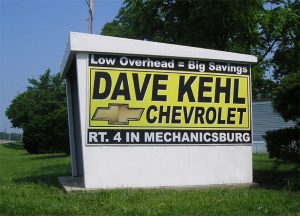 Low Overhead = Big Savings
DAVE KEHL
CHEVROLET
RT. 4 IN MECHANICSBURG